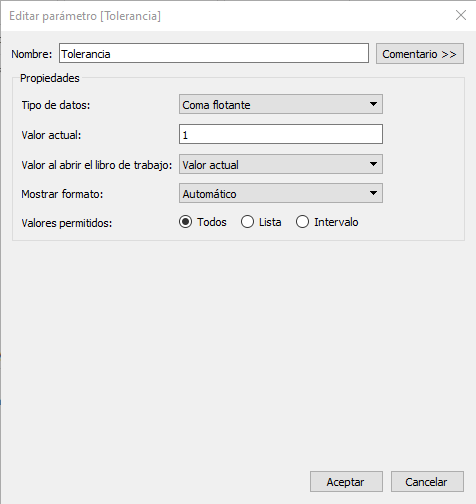 Editar parámetro [Tolerancia]
Nombre: Tolerancia Comentario >>
Propiedades
Tipo de datos: Coma flotante
Valor actual: 1
Valor al abrir el libro de trabajo: Valor actual
Mostrar formato: Automático
Valores permitidos: Todos Lista Intervalo
Aceptar Cancelar